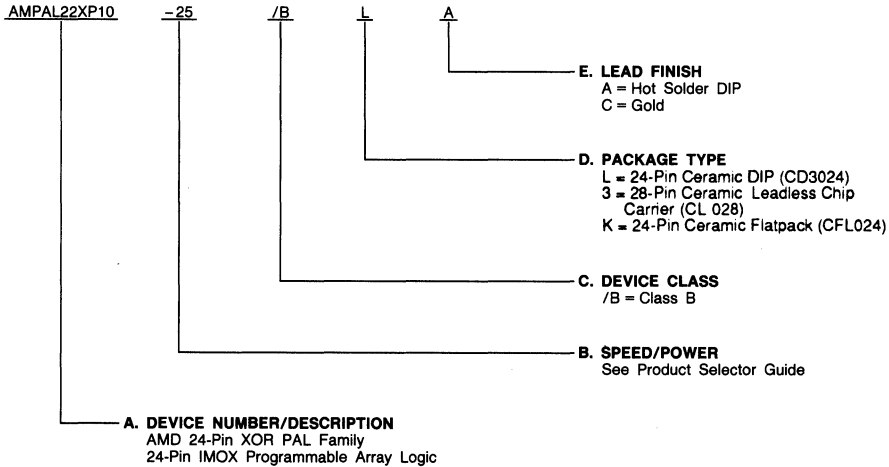 AMPAL22XP10 -25 /B L A
E. LEAD FINISH
A = Hot Solder DIP
C = Gold
D. PACKAGE TYPE
L = 24-Pin Ceramic DIP (CD3024)
3 = 28-Pin Ceramic Leadless Chip
Carrier (CL 028)
K = 24-Pin Ceramic Flatpack (CFL024)
C. DEVICE CLASS
/B = Class B
B. SPEED/POWER
See Product Selector Guide
A. DEVICE NUMBER/DESCRIPTION
AMD 24-Pin XOR PAL Family
24-Pin IMOX Programmable Array Logic